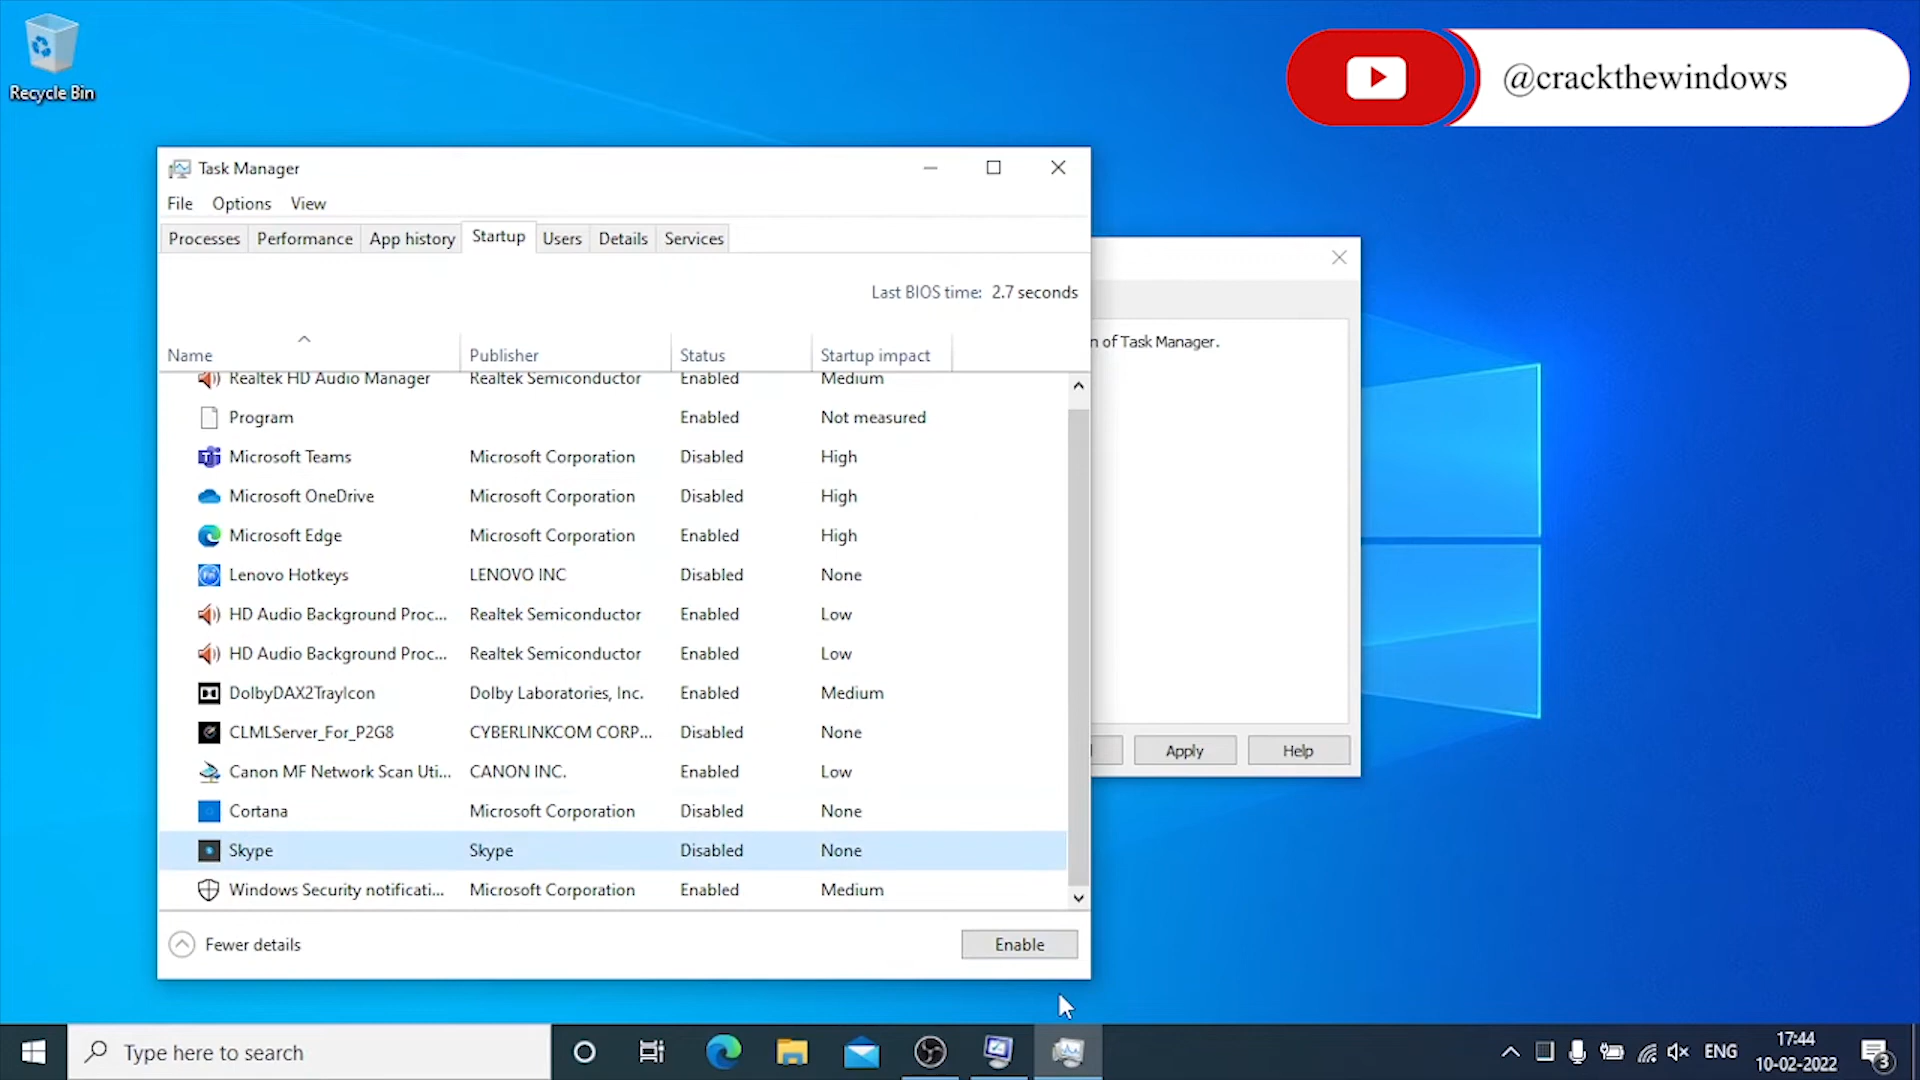 Recycle Bin
@crackthewindows
Task Manager
File Options View
Processes Performance App history Startup Users Details Services
Last BIOS time: 2.7 seconds
Name Publisher Status Startup impact
Realtek HD Audio Manager Realtek Semiconductor Enabled Medium
Program Enabled Not measured
Microsoft Teams Microsoft Corporation Disabled High
Microsoft OneDrive Microsoft Corporation Disabled High
Microsoft Edge Microsoft Corporation Enabled High
Lenovo Hotkeys LENOVO INC Disabled None
HD Audio Background Proc... Realtek Semiconductor Enabled Low
HD Audio Background Proc... Realtek Semiconductor Enabled Low
DolbyDAX2TrayIcon Dolby Laboratories, Inc. Enabled Medium
CLMLServer_For_P2G8 CYBERLINKCOM CORP... Disabled None
Canon MF Network Scan Uti... CANON INC. Enabled Low
Cortana Microsoft Corporation Disabled None
Skype Skype Disabled None
Windows Security notificati... Microsoft Corporation Enabled Medium
Fewer details Enable
n of Task Manager.
Apply Help
Type here to search
ENG
17:44
10-02-2022
3